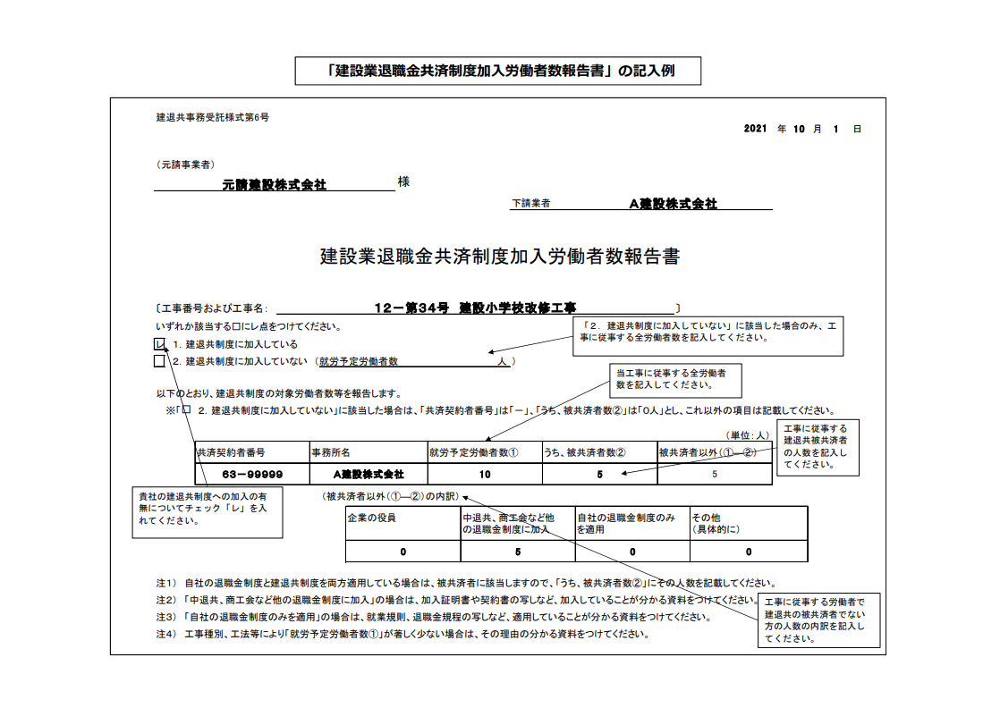 「建設業退職金共済制度加入労働者数報告書」の記入例
建退共事務受託様式第6号
2021 年 10 月 1 日
（元請事業者）
元請建設株式会社 様
下請業者 A建設株式会社
建設業退職金共済制度加入労働者数報告書
〔工事番号および工事名： 12－第34号 建設小学校改修工事 〕
いずれか該当する□にレ点をつけてください。
レ 1．建退共制度に加入している
□ 2．建退共制度に加入していない（就労予定労働者数 人 ）
「２．建退共制度に加入していない」に該当した場合のみ、工
事に従事する全労働者数を記入してください。
当工事に従事する全労働者
数を記入してください。
以下のとおり、建退共制度の対象労働者数等を報告します。
※「□ 2．建退共制度に加入していない」に該当した場合は、「共済契約者番号」は「－」、「うち、被共済者数②」は「0人」とし、これ以外の項目は記載してください。
工事に従事する
建退共被共済者
の人数を記入し
てください。
（単位：人）
共済契約者番号 事務所名 就労予定労働者数① うち、被共済者数② 被共済者以外（①―②）
63－99999 A建設株式会社 10 5 5
貴社の建退共制度への加入の有
無についてチェック「レ」を入
れてください。
（被共済者以外（①―②）の内訳）
企業の役員 中退共、商工会など他の退職金制度に加入 自社の退職金制度のみを適用 その他（具体的に）
0 5 0 0
注1） 自社の退職金制度と建退共制度を両方適用している場合は、被共済者に該当しますので、「うち、被共済者数②」にその人数を記載してください。
注2） 「中退共、商工会など他の退職金制度に加入」の場合は、加入証明書や契約書の写しなど、加入していることが分かる資料をつけてください。
注3） 「自社の退職金制度のみを適用」の場合は、就業規則、退職金規程の写しなど、適用していることが分かる資料をつけてください。
注4） 工事種別、工法等により「就労予定労働者数①」が著しく少ない場合は、その理由の分かる資料をつけてください。
工事に従事する労働者で
建退共の被共済者でない
方の人数の内訳を記入し
てください。